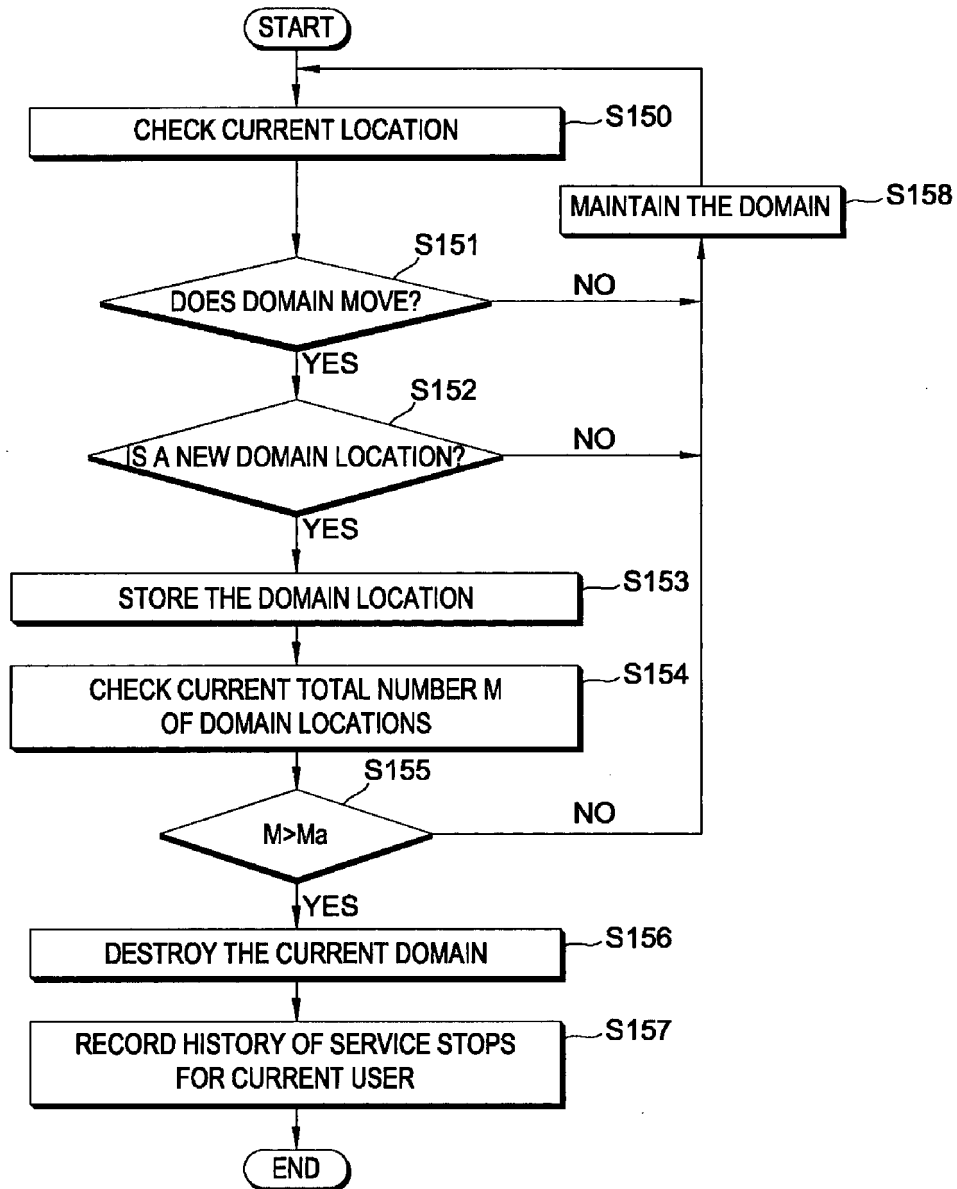 START
CHECK CURRENT LOCATION
S150
MAINTAIN THE DOMAIN
S158
S151
DOES DOMAIN MOVE?
NO
YES
S152
IS A NEW DOMAIN LOCATION?
NO
YES
STORE THE DOMAIN LOCATION
S153
CHECK CURRENT TOTAL NUMBER M
OF DOMAIN LOCATIONS
S154
S155
M>Ma
NO
YES
DESTROY THE CURRENT DOMAIN
S156
RECORD HISTORY OF SERVICE STOPS
FOR CURRENT USER
S157
END